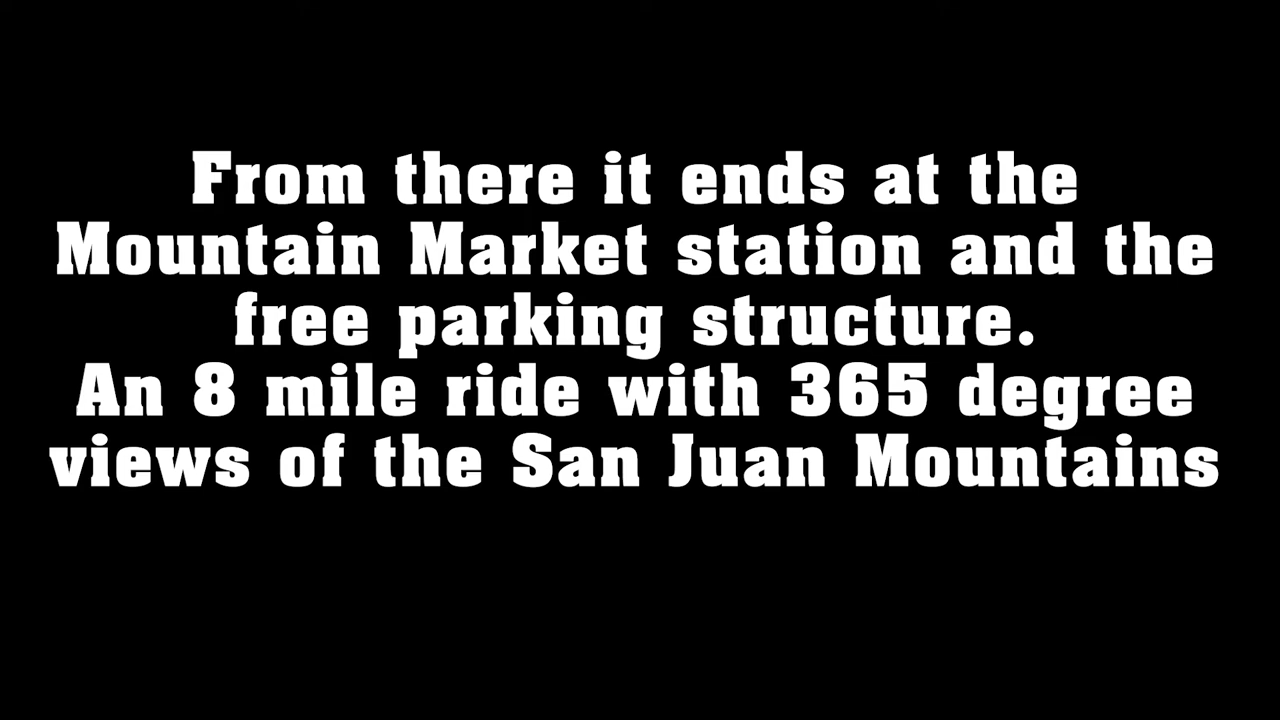 From there it ends at the
Mountain Market station and the
free parking structure.
An 8 mile ride with 365 degree
views of the San Juan Mountains